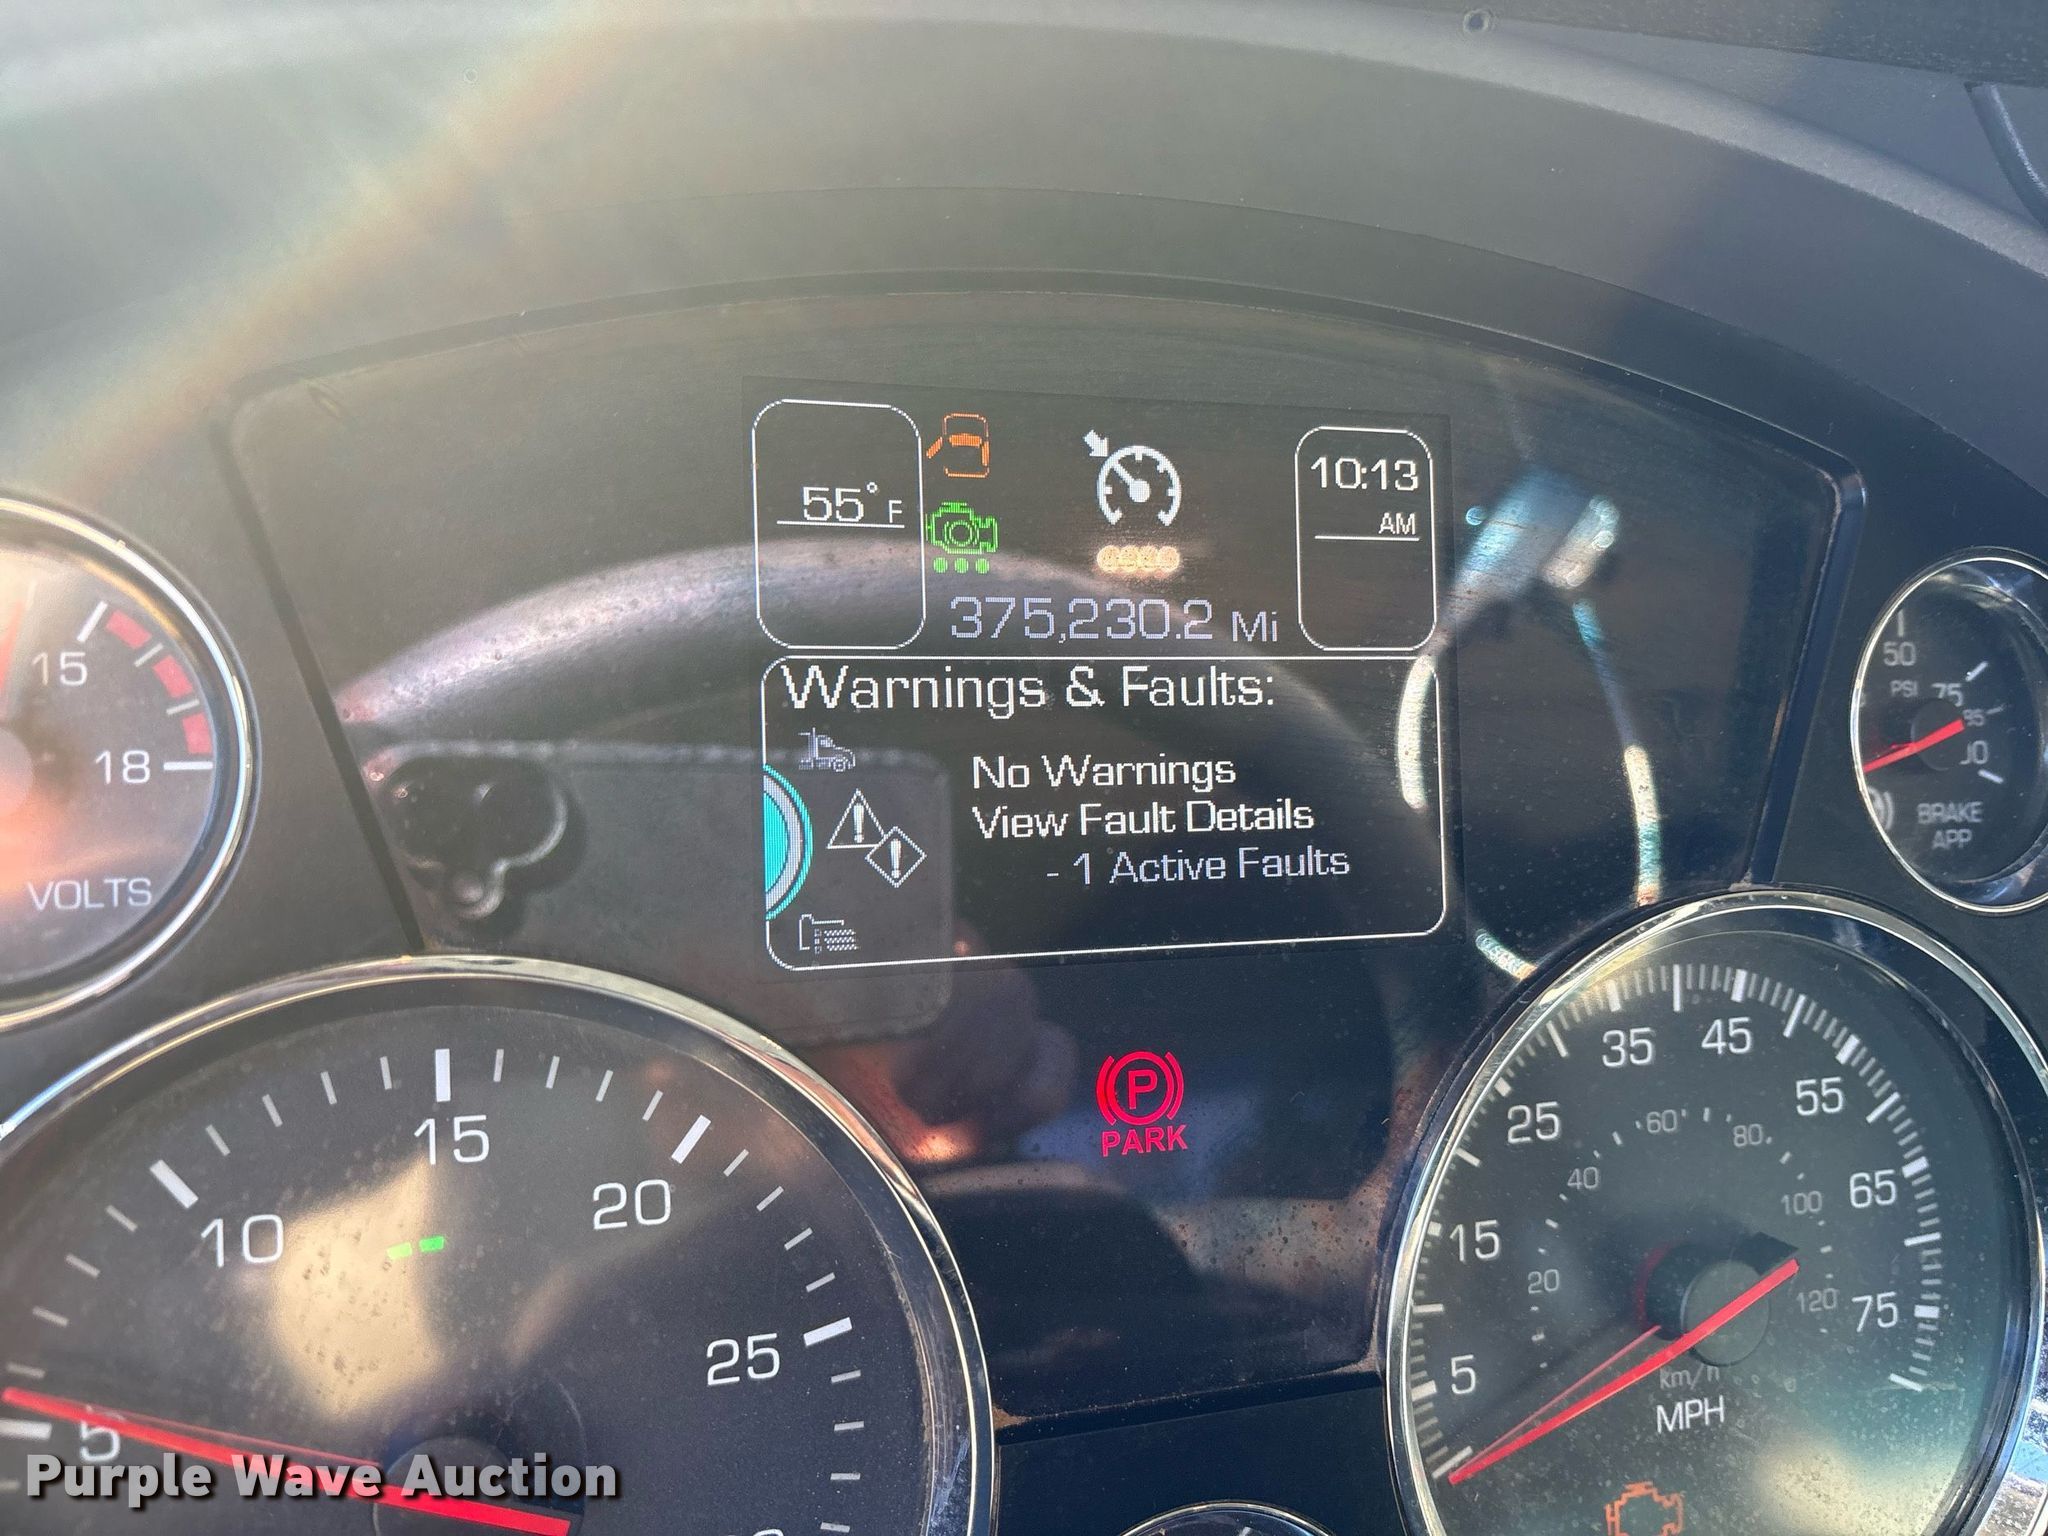 55° F
10:13
AM
375,230.2 Mi
Warnings & Faults:
No Warnings
View Fault Details
- 1 Active Faults
15
18
VOLTS
50
PSI
75
BRAKE
APP
P
PARK
5
10
15
20
25
5
15
25
35
45
55
65
75
20
40
60
80
100
120
km/h
MPH
Purple Wave Auction